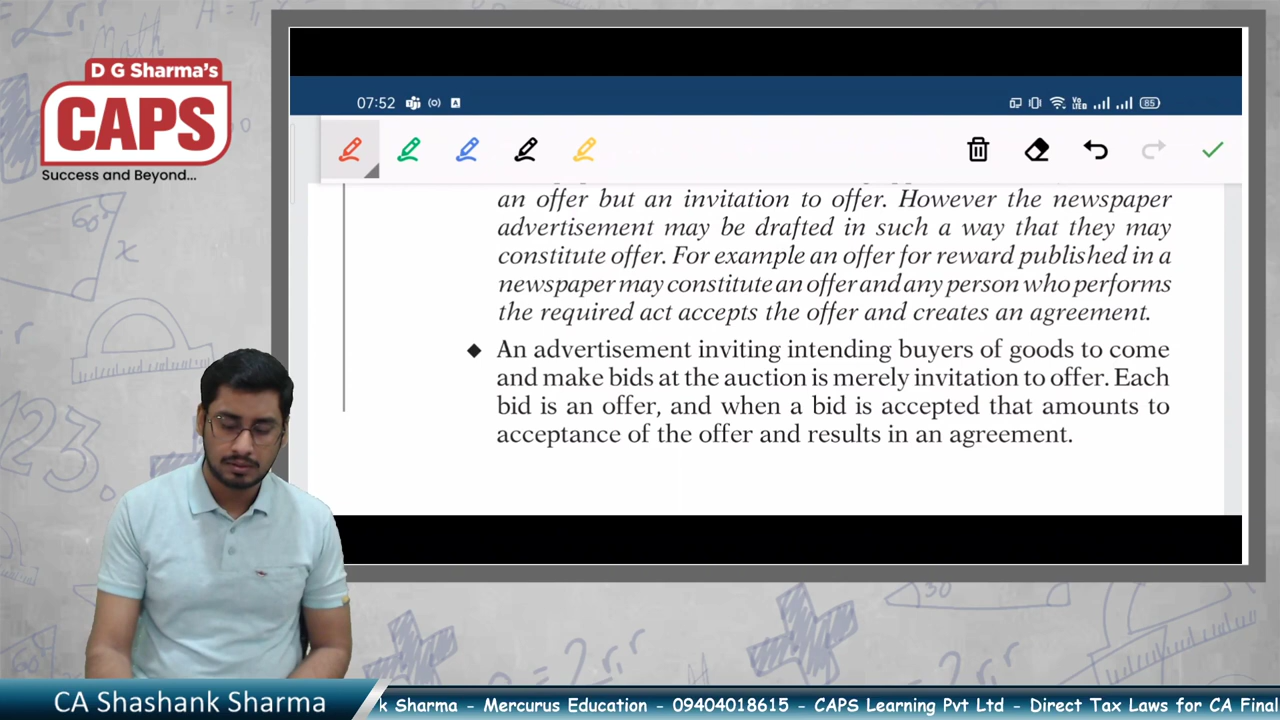 D G Sharma's
CAPS
Success and Beyond...
07:52
85
an offer but an invitation to offer. However the newspaper
advertisement may be drafted in such a way that they may
constitute offer. For example an offer for reward published in a
newspaper may constitute an offer and any person who performs
the required act accepts the offer and creates an agreement.
◆ An advertisement inviting intending buyers of goods to come
and make bids at the auction is merely invitation to offer. Each
bid is an offer, and when a bid is accepted that amounts to
acceptance of the offer and results in an agreement.
CA Shashank Sharma
k Sharma - Mercurus Education - 09404018615 - CAPS Learning Pvt Ltd - Direct Tax Laws for CA Final